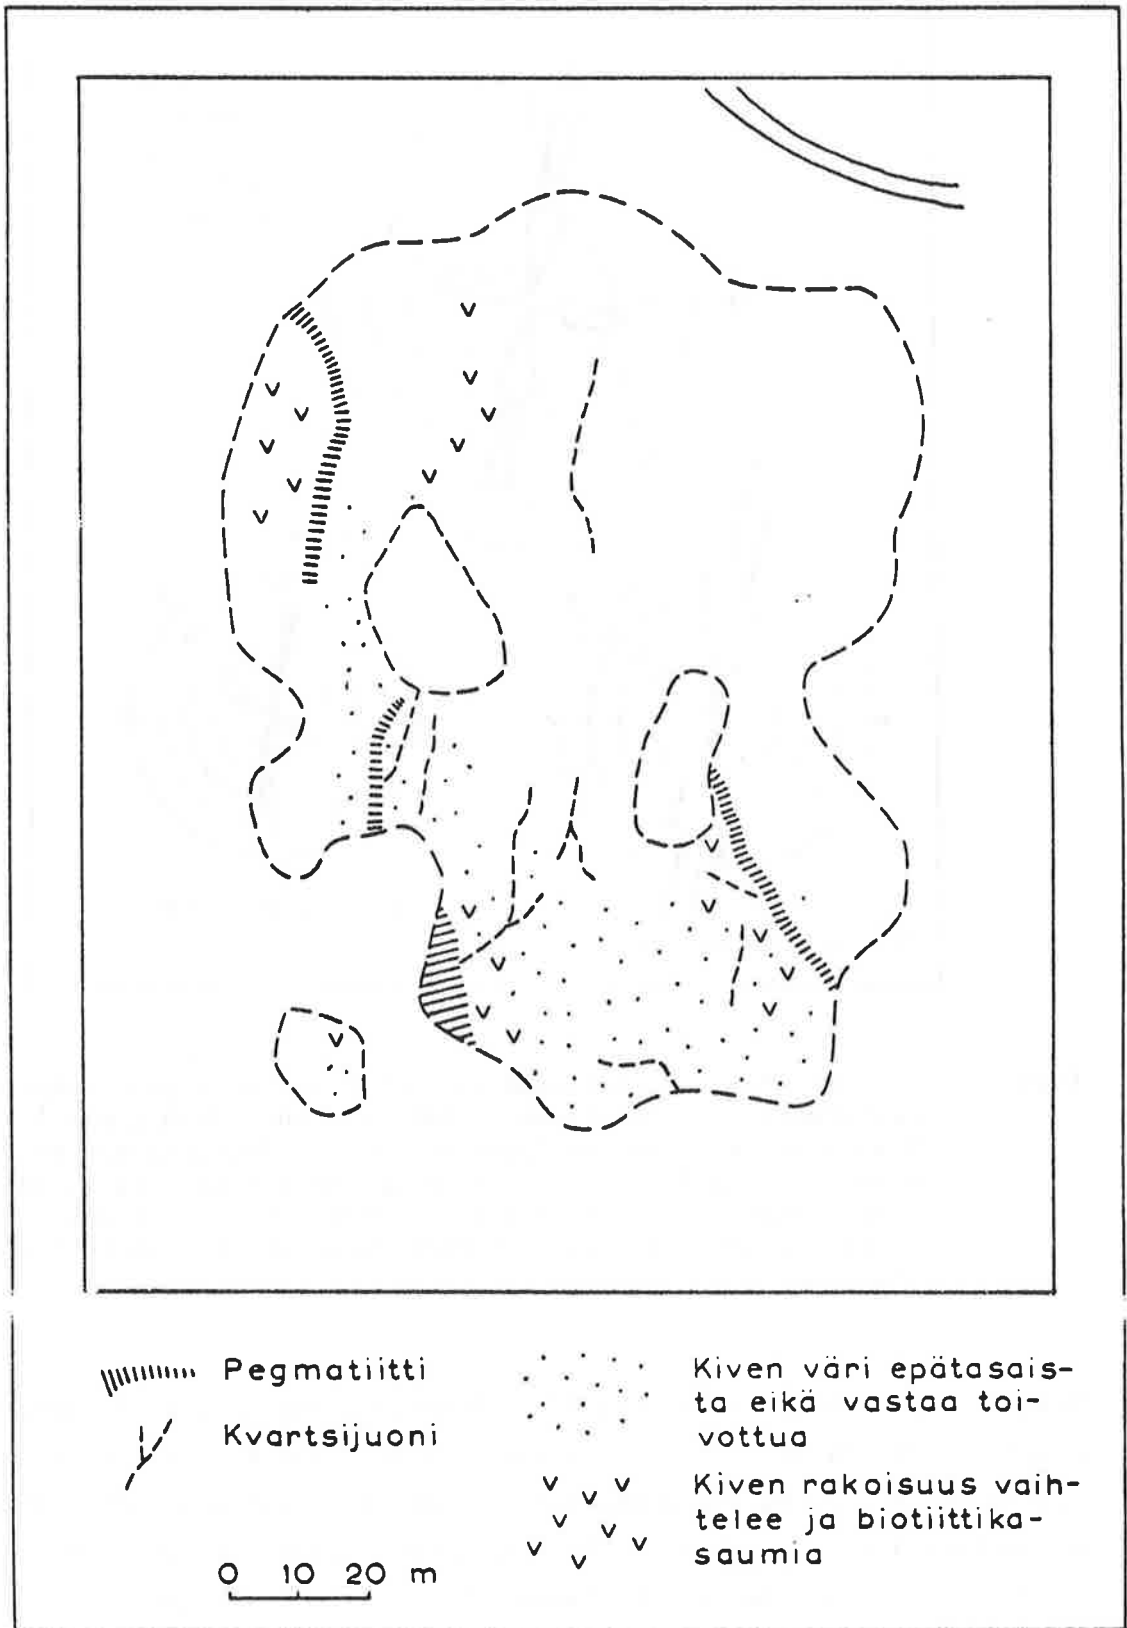 Pegmatiitti
Kvartsijuoni
0 10 20 m
Kiven väri epätasais-
ta eikä vastaa toi-
vottua
Kiven rakoisuus vaih-
telee ja biotiittika-
saumia